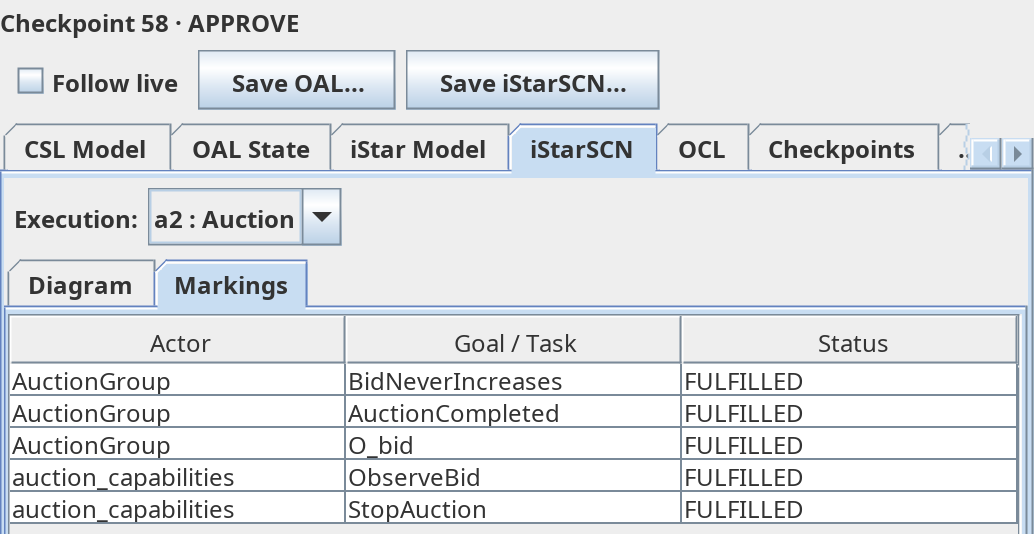 Checkpoint 58 · APPROVE
Follow live Save OAL... Save iStarSCN...
CSL Model OAL State iStar Model iStarSCN OCL Checkpoints ..
Execution: a2 : Auction
Diagram Markings
Actor Goal / Task Status
AuctionGroup BidNeverIncreases FULFILLED
AuctionGroup AuctionCompleted FULFILLED
AuctionGroup O_bid FULFILLED
auction_capabilities ObserveBid FULFILLED
auction_capabilities StopAuction FULFILLED